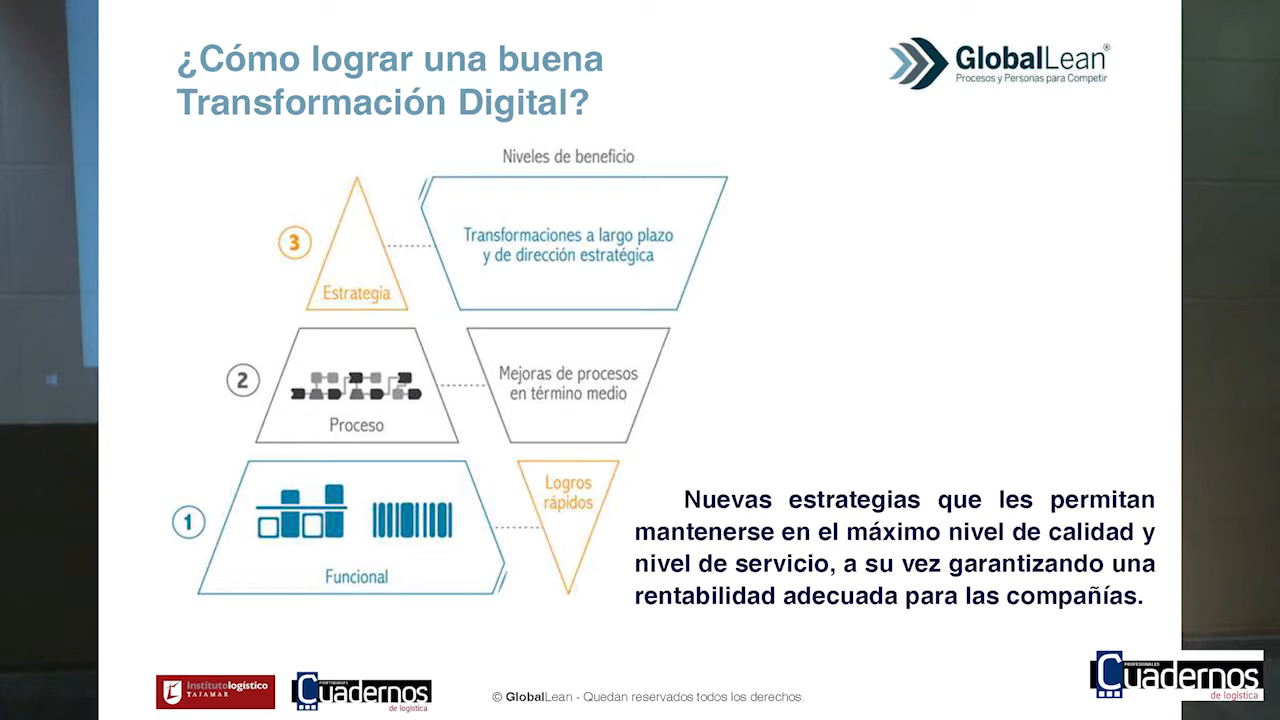 ¿Cómo lograr una buena
Transformación Digital?
GlobalLean®
Procesos y Personas para Competir
Niveles de beneficio
3
Estrategia
Transformaciones a largo plazo
y de dirección estratégica
2
Proceso
Mejoras de procesos
en término medio
1
Funcional
Logros
rápidos
Nuevas estrategias que les permitan
mantenerse en el máximo nivel de calidad y
nivel de servicio, a su vez garantizando una
rentabilidad adecuada para las compañías.
Institutologístico
TAJAMAR
PROFESIONALES
Cuadernos
de logística
© GlobalLean - Quedan reservados todos los derechos.
PROFESIONALES
Cuadernos
de logística